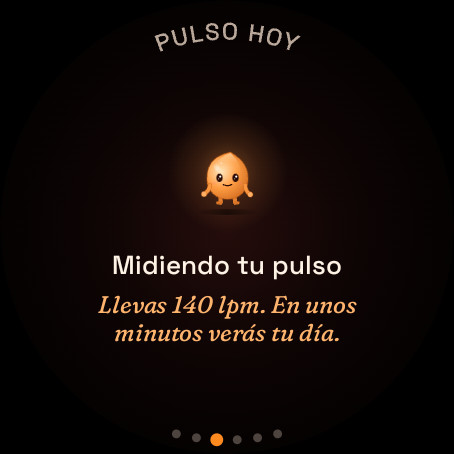 PULSO HOY
Midiendo tu pulso
Llevas 140 lpm. En unos
minutos verás tu día.